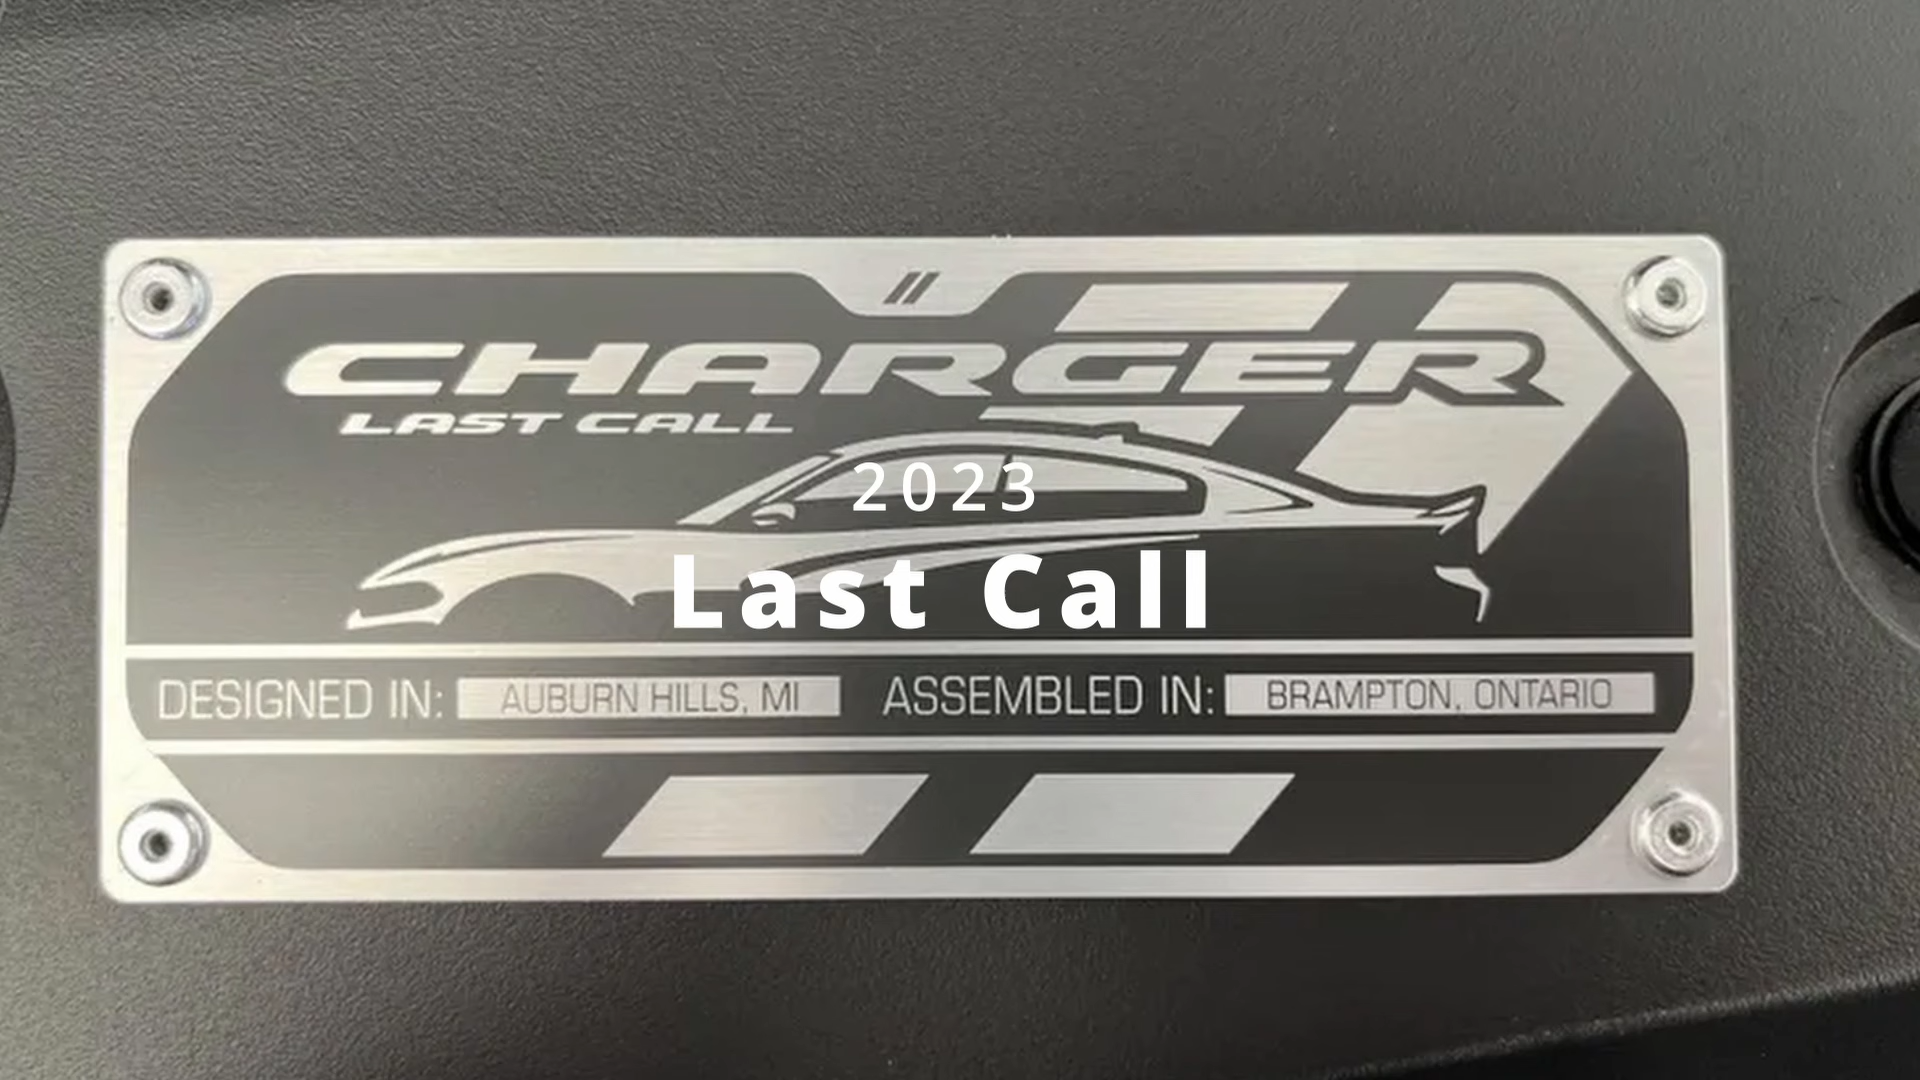 CHARGER
LAST CALL
2023
Last Call
DESIGNED IN: AUBURN HILLS, MI ASSEMBLED IN: BRAMPTON, ONTARIO